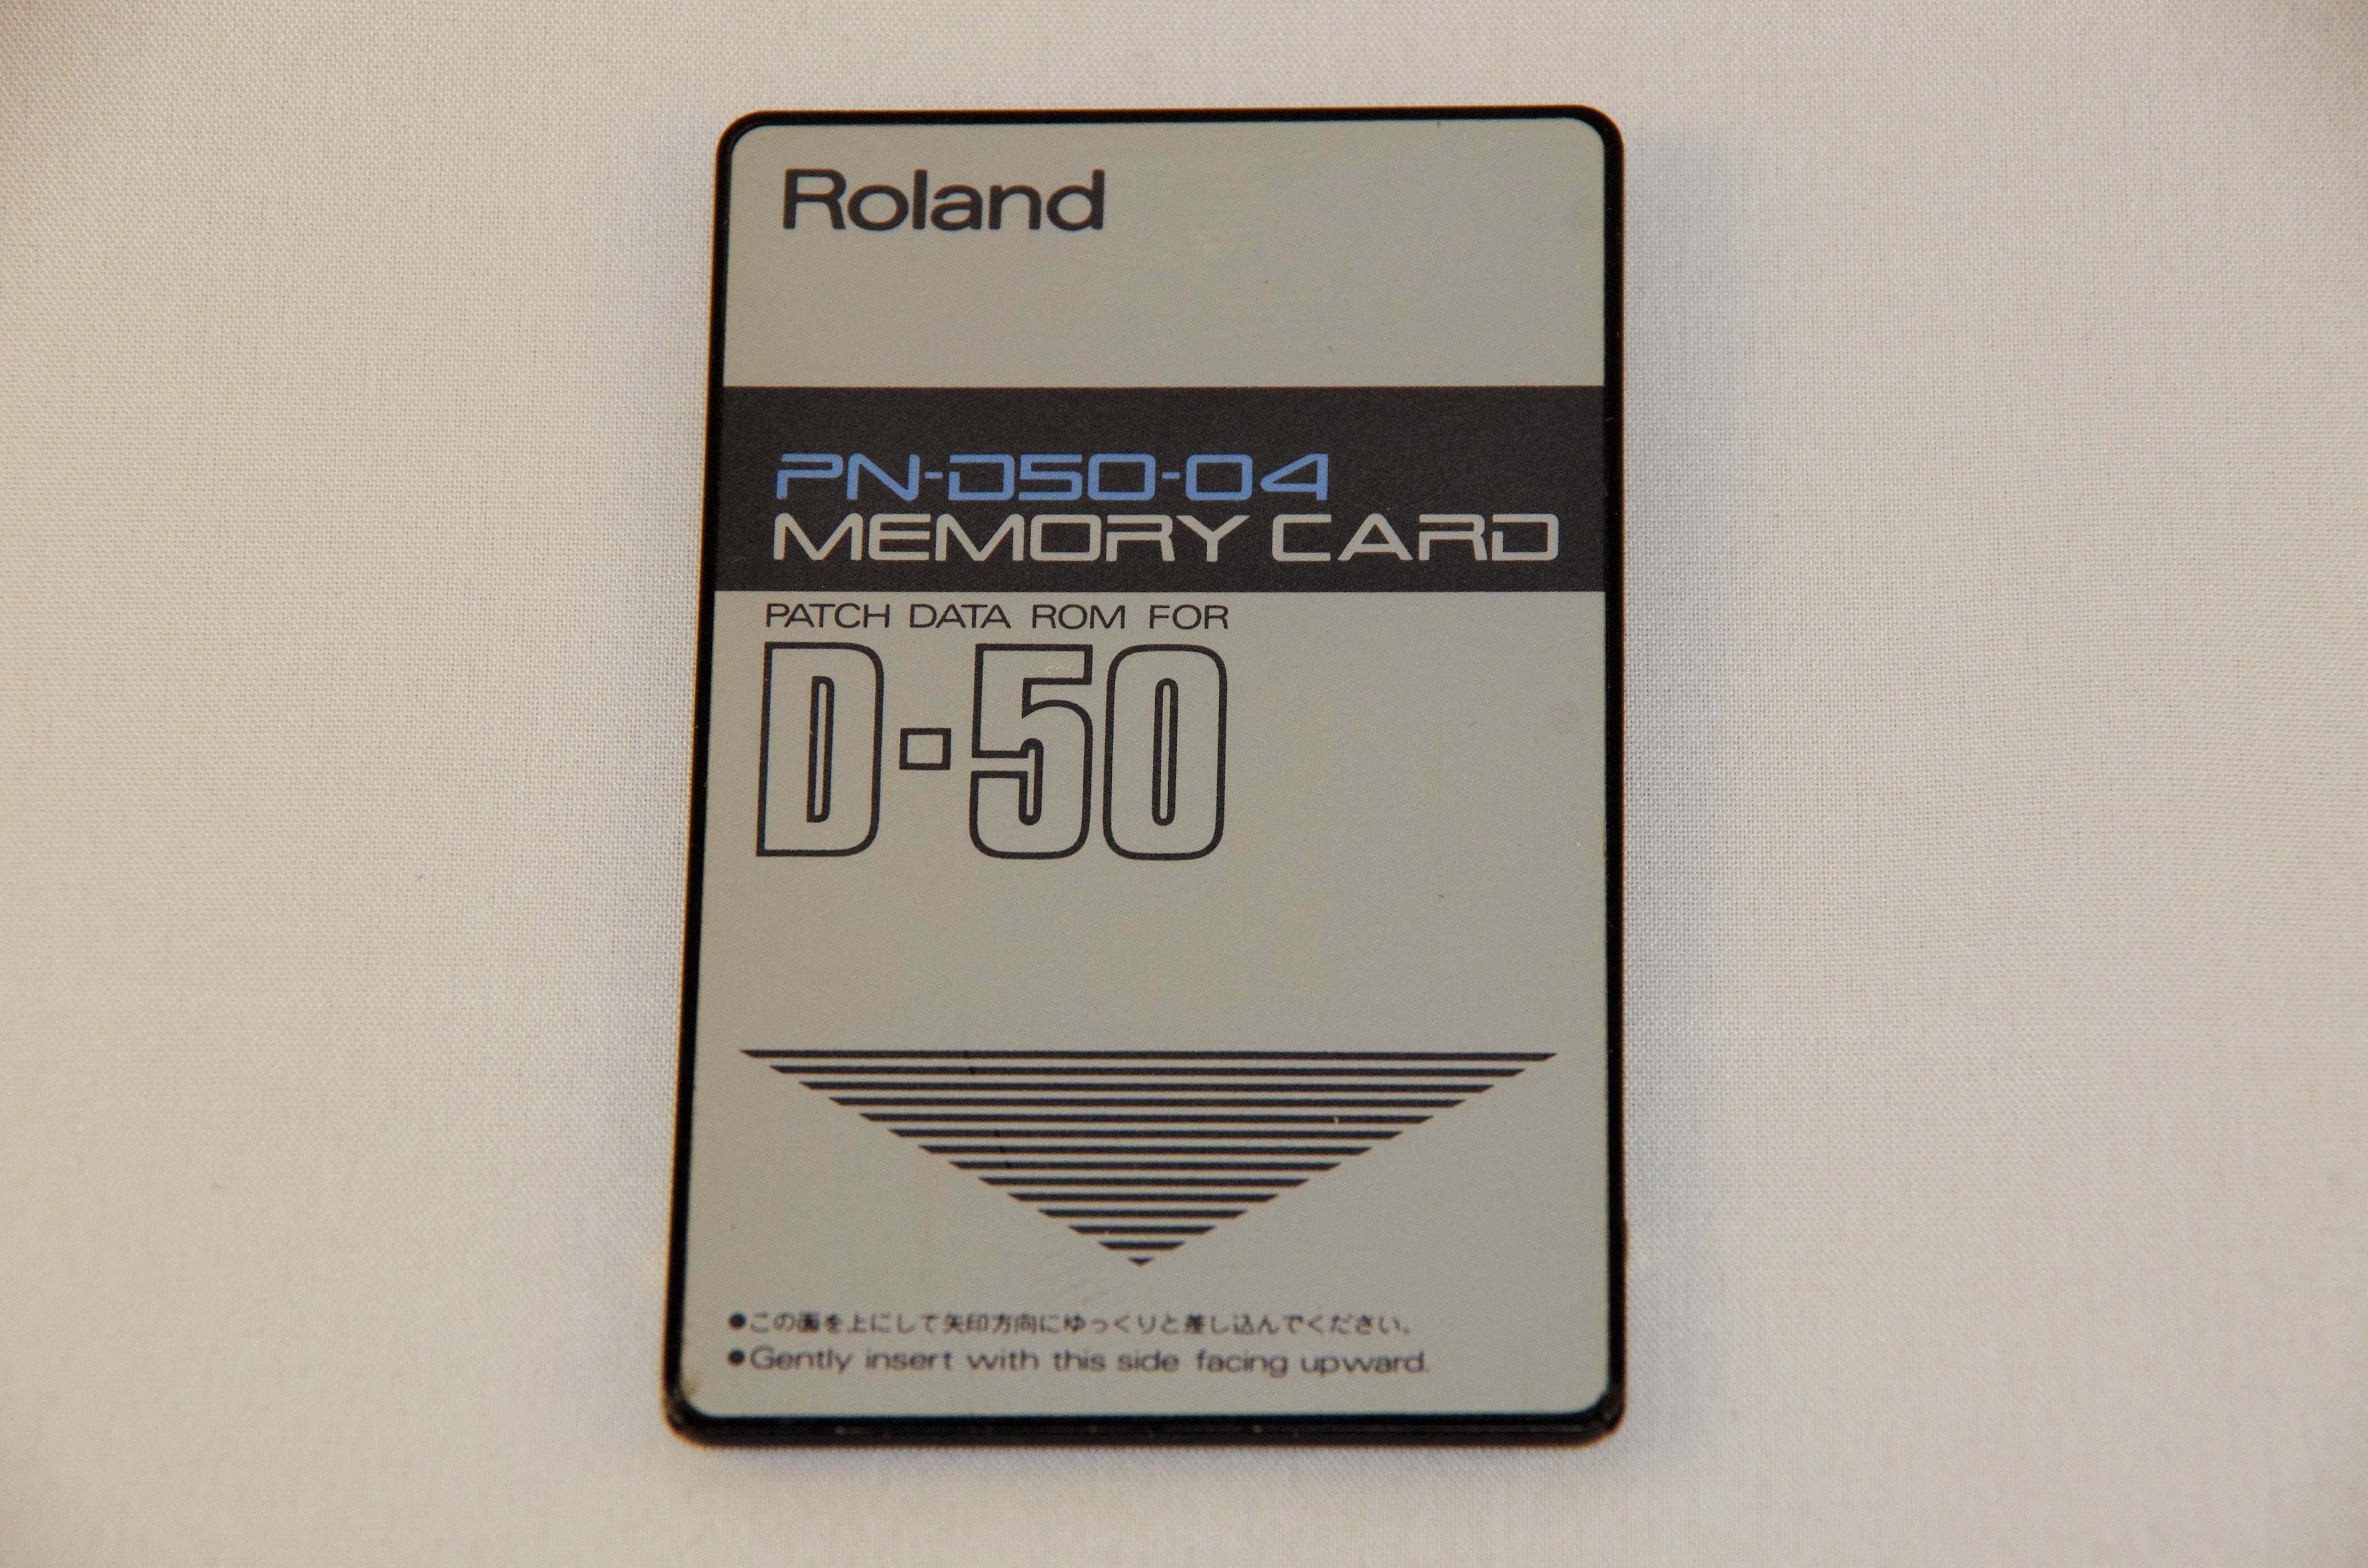 Roland
PN-D50-04
MEMORY CARD
PATCH DATA ROM FOR
D-50
●この面を上にして矢印方向にゆっくりと差し込んでください。
●Gently insert with this side facing upward.